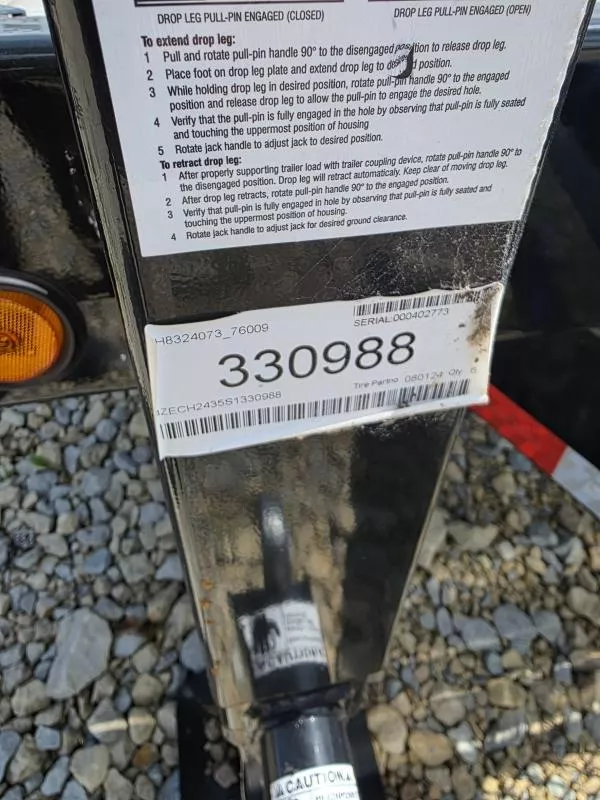 DROP LEG PULL-PIN ENGAGED (CLOSED)
DROP LEG PULL-PIN ENGAGED (OPEN)
To extend drop leg:
1 Pull and rotate pull-pin handle 90° to the disengaged position to release drop leg.
2 Place foot on drop leg plate and extend drop leg to desired position.
3 While holding drop leg in desired position, rotate pull-pin handle 90° to the engaged
position and release drop leg to allow the pull-pin to engage the desired hole.
4 Verify that the pull-pin is fully engaged in the hole by observing that pull-pin is fully seated
and touching the uppermost position of housing
5 Rotate jack handle to adjust jack to desired position.
To retract drop leg:
1 After properly supporting trailer load with trailer coupling device, rotate pull-pin handle 90° to
the disengaged position. Drop leg will retract automaticaly. Keep clear of moving drop leg.
2 After drop leg retracts, rotate pull-pin handle 90° to the engaged position.
3 Verify that pull-pin is fully engaged in hole by observing that pull-pin is fully seated and
touching the uppermost position of housing.
4 Rotate jack handle to adjust jack for desired ground clearance.
H8324073_76009
SERIAL:000402773
330988
Tire Partno 080124 Qty 6
4ZECH2435S1330988
CAUTION